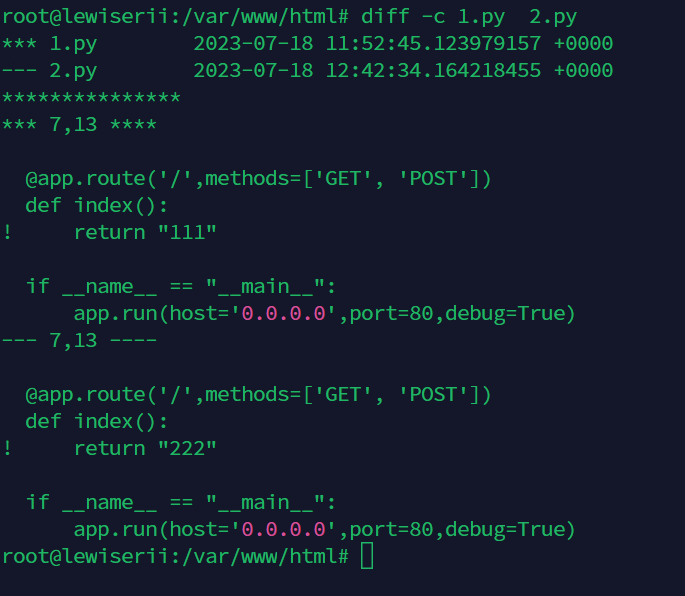 root@lewiserii:/var/www/html# diff -c 1.py  2.py
*** 1.py        2023-07-18 11:52:45.123979157 +0000
--- 2.py        2023-07-18 12:42:34.164218455 +0000
***************
*** 7,13 ****
  @app.route('/',methods=['GET', 'POST'])
  def index():
!     return "111"
  if __name__ == "__main__":
      app.run(host='0.0.0.0',port=80,debug=True)
--- 7,13 ----
  @app.route('/',methods=['GET', 'POST'])
  def index():
!     return "222"
  if __name__ == "__main__":
      app.run(host='0.0.0.0',port=80,debug=True)
root@lewiserii:/var/www/html#